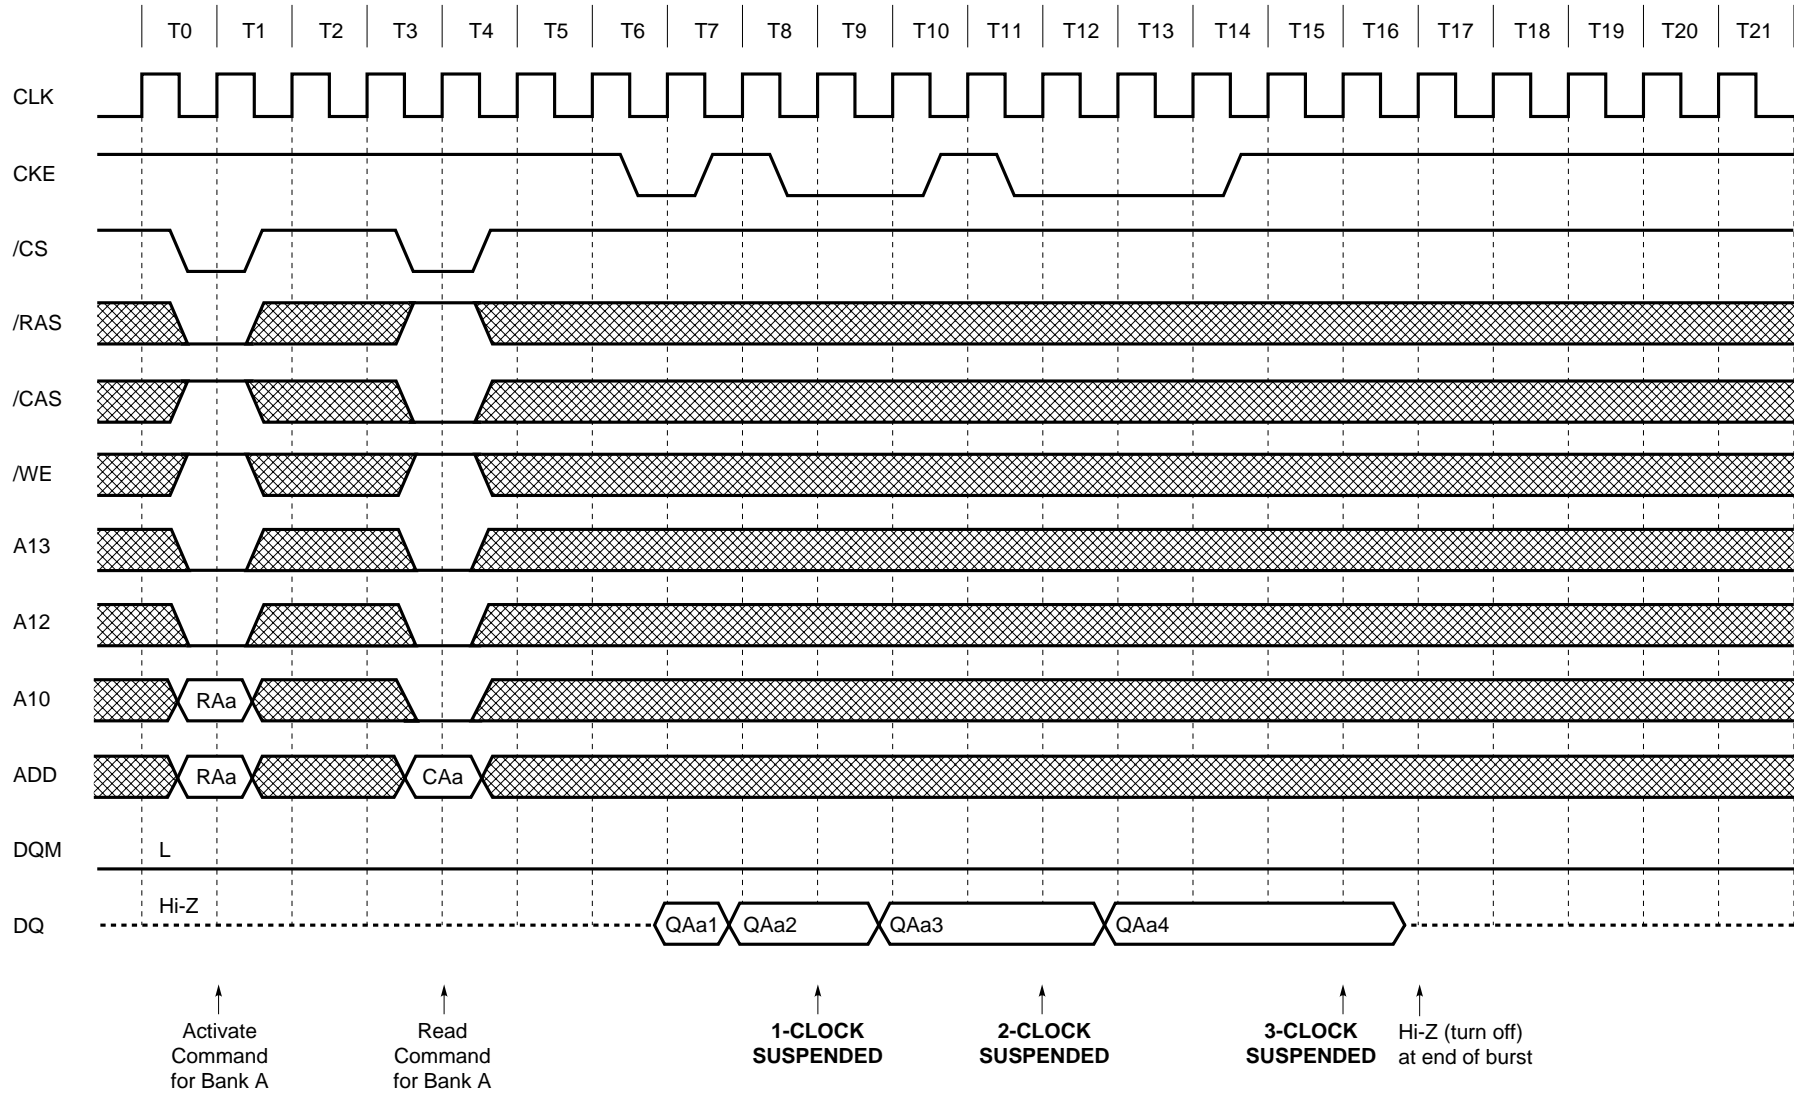 T0 T1 T2 T3 T4 T5 T6 T7 T8 T9 T10 T11 T12 T13 T14 T15 T16 T17 T18 T19 T20 T21
CLK
CKE
/CS
/RAS
/CAS
/WE
A13
A12
A10 RAa
ADD RAa CAa
DQM L
DQ Hi-Z QAa1 QAa2 QAa3 QAa4
Activate
Command
for Bank A
Read
Command
for Bank A
1-CLOCK
SUSPENDED
2-CLOCK
SUSPENDED
3-CLOCK
SUSPENDED
Hi-Z (turn off)
at end of burst